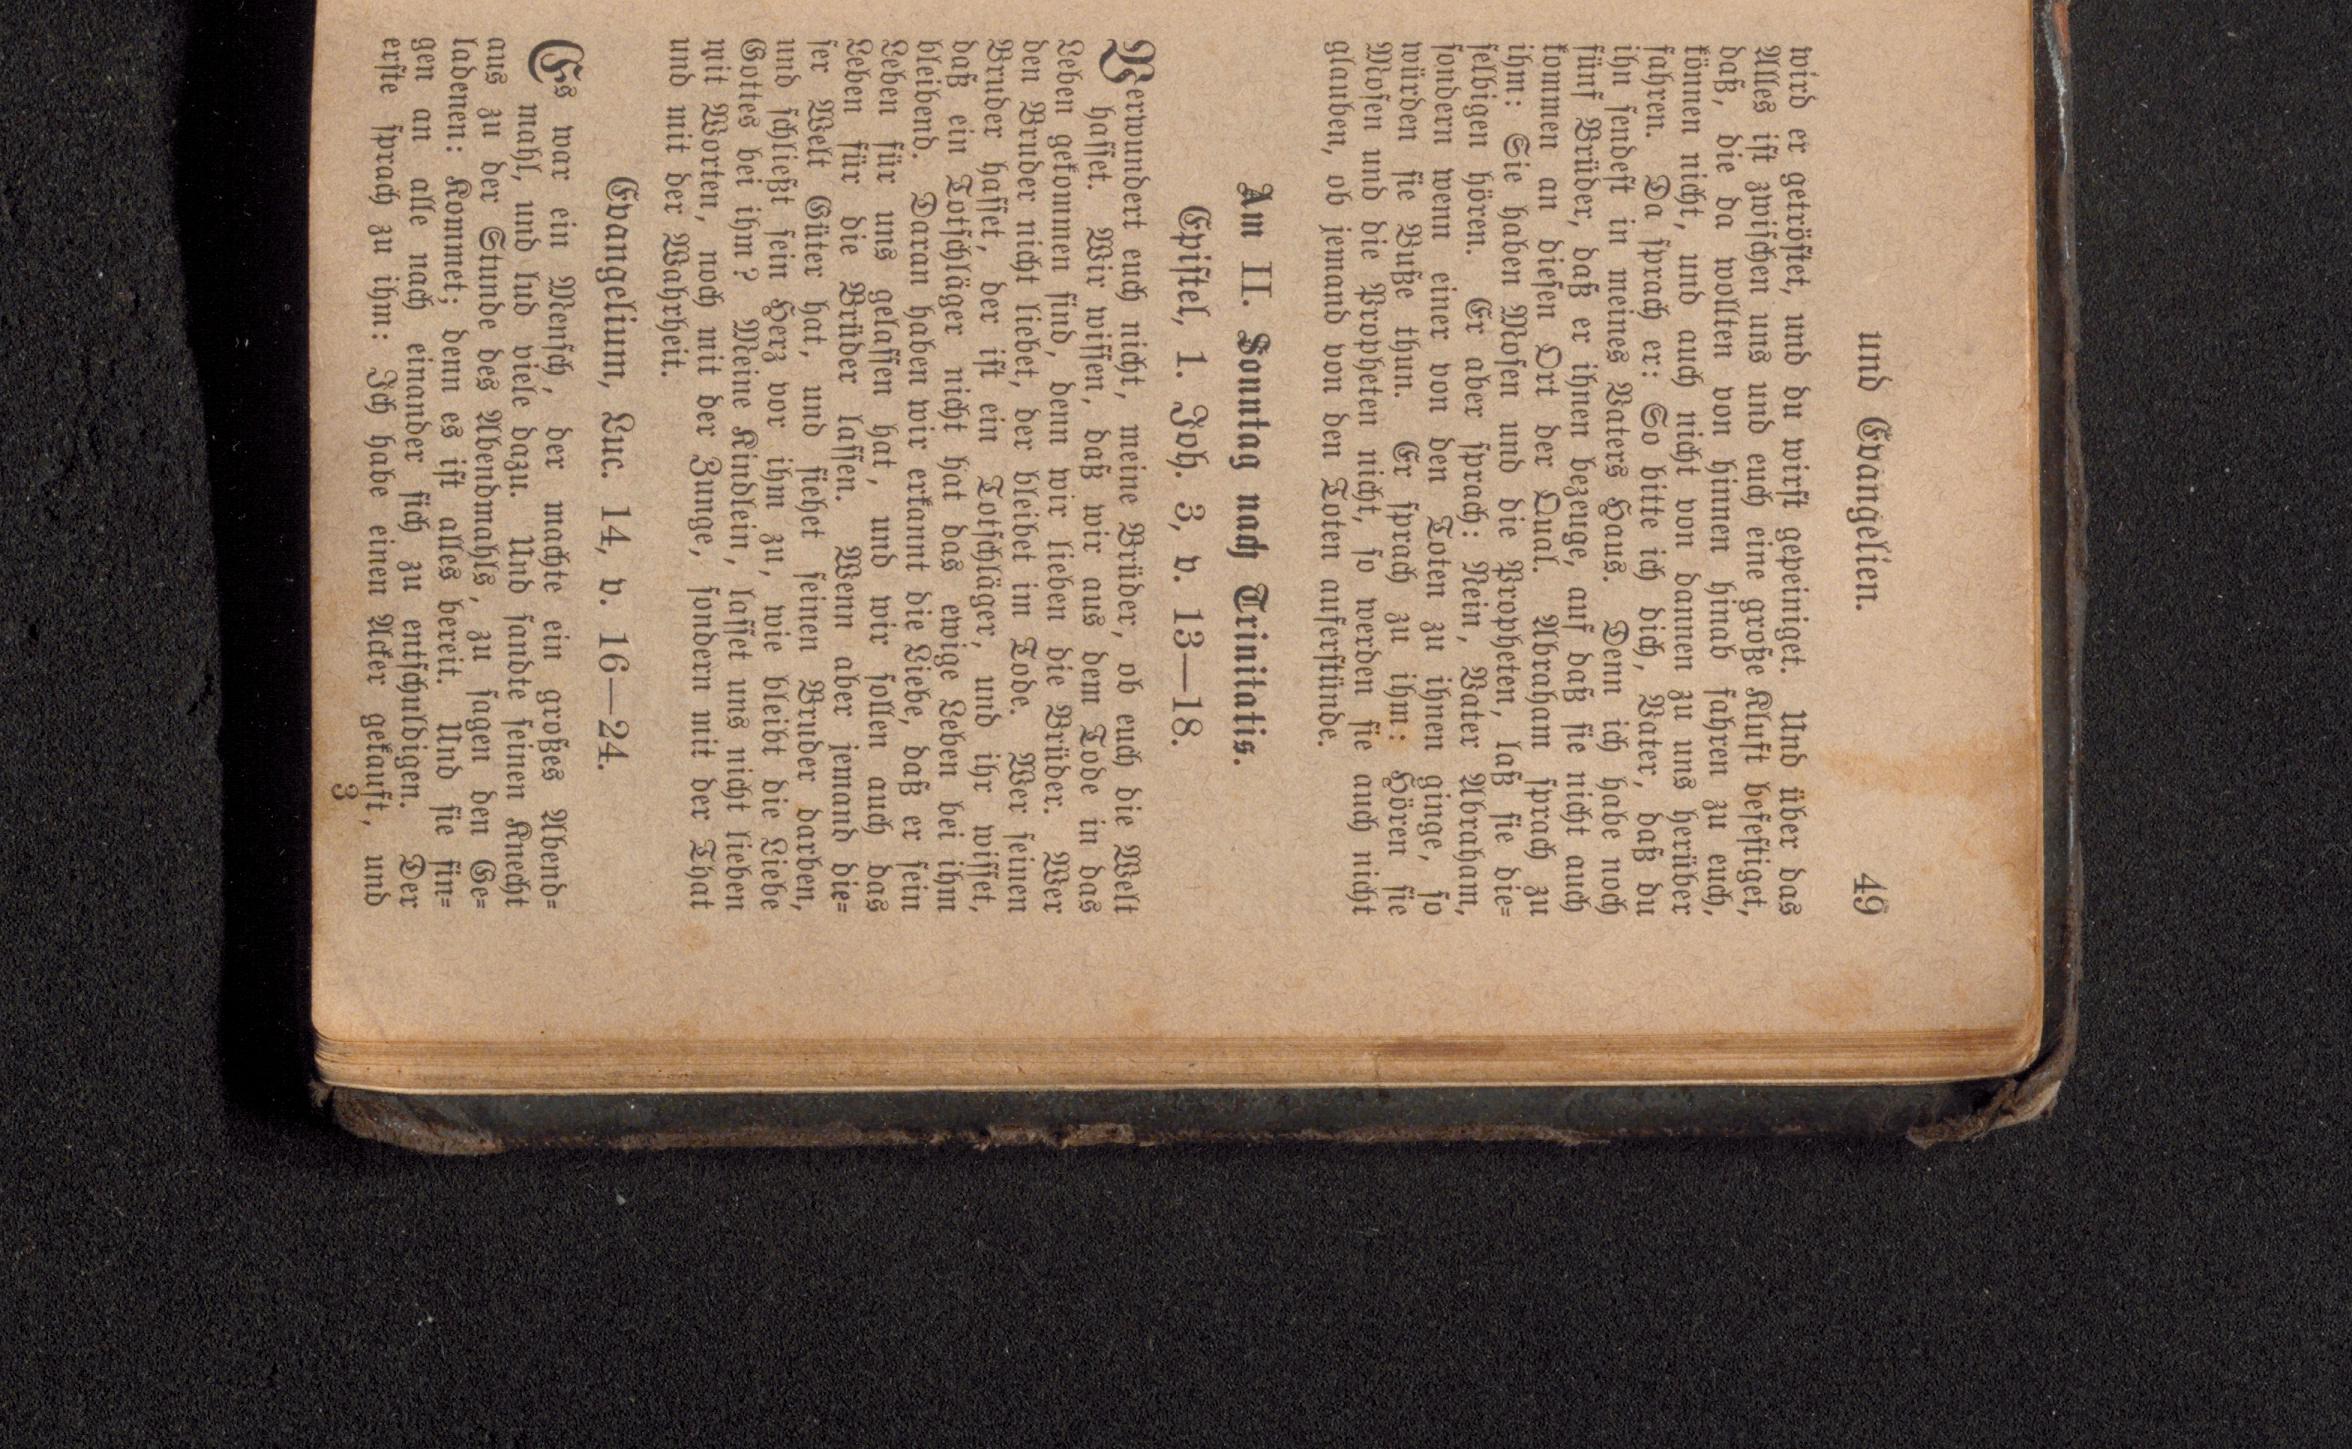 und Evangelien. 49
wird er getröstet, und du wirst gepeiniget. Und über das
Alles ist zwischen uns und euch eine große Kluft befestiget,
daß, die da wollten von hinnen hinab fahren zu euch,
können nicht, und auch nicht von dannen zu uns herüber
fahren. Da sprach er: So bitte ich dich, Vater, daß du
ihn sendest in meines Vaters Haus. Denn ich habe noch
fünf Brüder, daß er ihnen bezeuge, auf daß sie nicht auch
kommen an diesen Ort der Qual. Abraham sprach zu
ihm: Sie haben Mosen und die Propheten, laß sie die=
selbigen hören. Er aber sprach: Nein, Vater Abraham,
sondern wenn einer von den Toten zu ihnen ginge, so
würden sie Buße thun. Er sprach zu ihm: Hören sie
Mosen und die Propheten nicht, so werden sie auch nicht
glauben, ob jemand von den Toten auferstünde.
Am II. Sonntag nach Trinitatis.
Epistel, 1. Joh. 3, v. 13—18.
Verwundert euch nicht, meine Brüder, ob euch die Welt
hasset. Wir wissen, daß wir aus dem Tode in das
Leben gekommen sind, denn wir lieben die Brüder. Wer
den Bruder nicht liebet, der bleibet im Tode. Wer seinen
Bruder hasset, der ist ein Totschläger, und ihr wisset,
daß ein Totschläger nicht hat das ewige Leben bei ihm
bleibend. Daran haben wir erkannt die Liebe, daß er sein
Leben für uns gelassen hat, und wir sollen auch das
Leben für die Brüder lassen. Wenn aber jemand die=
ser Welt Güter hat, und siehet seinen Bruder darben,
und schließt sein Herz vor ihm zu, wie bleibt die Liebe
Gottes bei ihm? Meine Kindlein, lasset uns nicht lieben
mit Worten, noch mit der Zunge, sondern mit der That
und mit der Wahrheit.
Evangelium, Luc. 14, v. 16—24.
Es war ein Mensch, der machte ein großes Abend=
mahl, und lud viele dazu. Und sandte seinen Knecht
aus zu der Stunde des Abendmahls, zu sagen den Ge=
ladenen: Kommet; denn es ist alles bereit. Und sie fin=
gen an alle nach einander sich zu entschuldigen. Der
erste sprach zu ihm: Ich habe einen Acker gekauft, und
3